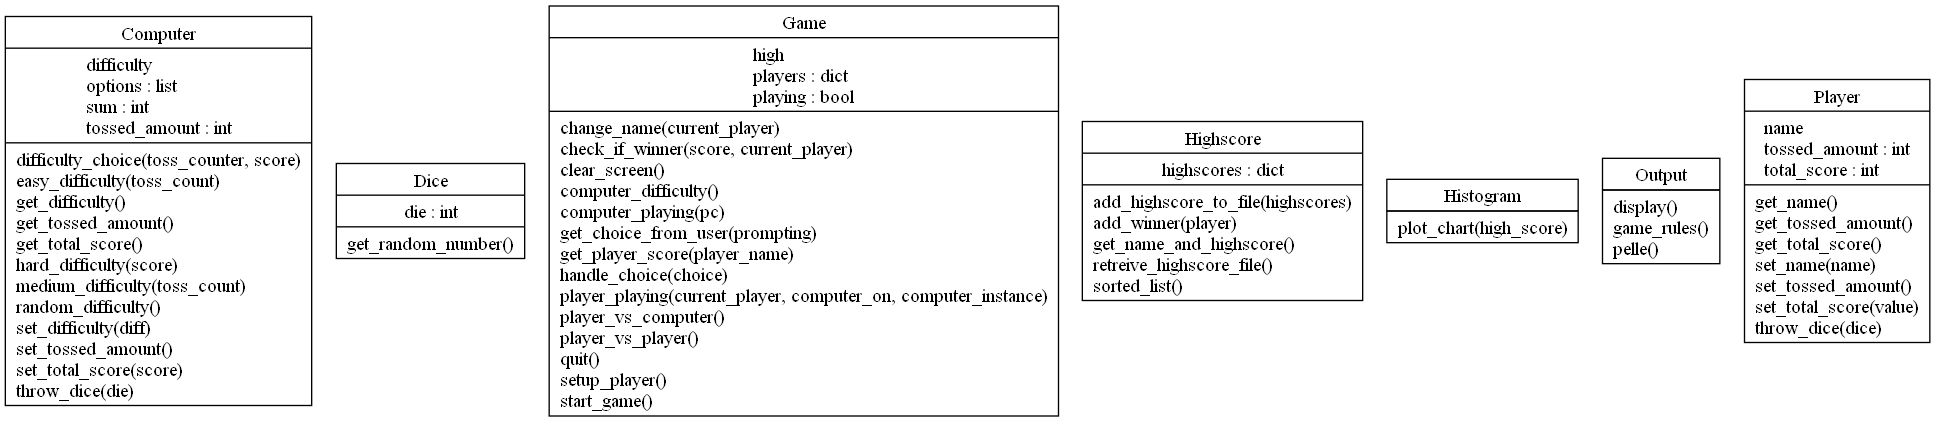 Computer
difficulty
options : list
sum : int
tossed_amount : int
difficulty_choice(toss_counter, score)
easy_difficulty(toss_count)
get_difficulty()
get_tossed_amount()
get_total_score()
hard_difficulty(score)
medium_difficulty(toss_count)
random_difficulty()
set_difficulty(diff)
set_tossed_amount()
set_total_score(score)
throw_dice(die)
Dice
die : int
get_random_number()
Game
high
players : dict
playing : bool
change_name(current_player)
check_if_winner(score, current_player)
clear_screen()
computer_difficulty()
computer_playing(pc)
get_choice_from_user(prompting)
get_player_score(player_name)
handle_choice(choice)
player_playing(current_player, computer_on, computer_instance)
player_vs_computer()
player_vs_player()
quit()
setup_player()
start_game()
Highscore
highscores : dict
add_highscore_to_file(highscores)
add_winner(player)
get_name_and_highscore()
retreive_highscore_file()
sorted_list()
Histogram
plot_chart(high_score)
Output
display()
game_rules()
pelle()
Player
name
tossed_amount : int
total_score : int
get_name()
get_tossed_amount()
get_total_score()
set_name(name)
set_tossed_amount()
set_total_score(value)
throw_dice(dice)